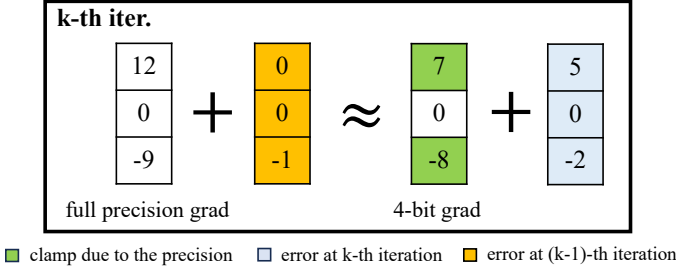 k-th iter.
12 0 7 5
0 + 0 ≈ 0 + 0
-9 -1 -8 -2
full precision grad 4-bit grad
clamp due to the precision error at k-th iteration error at (k-1)-th iteration